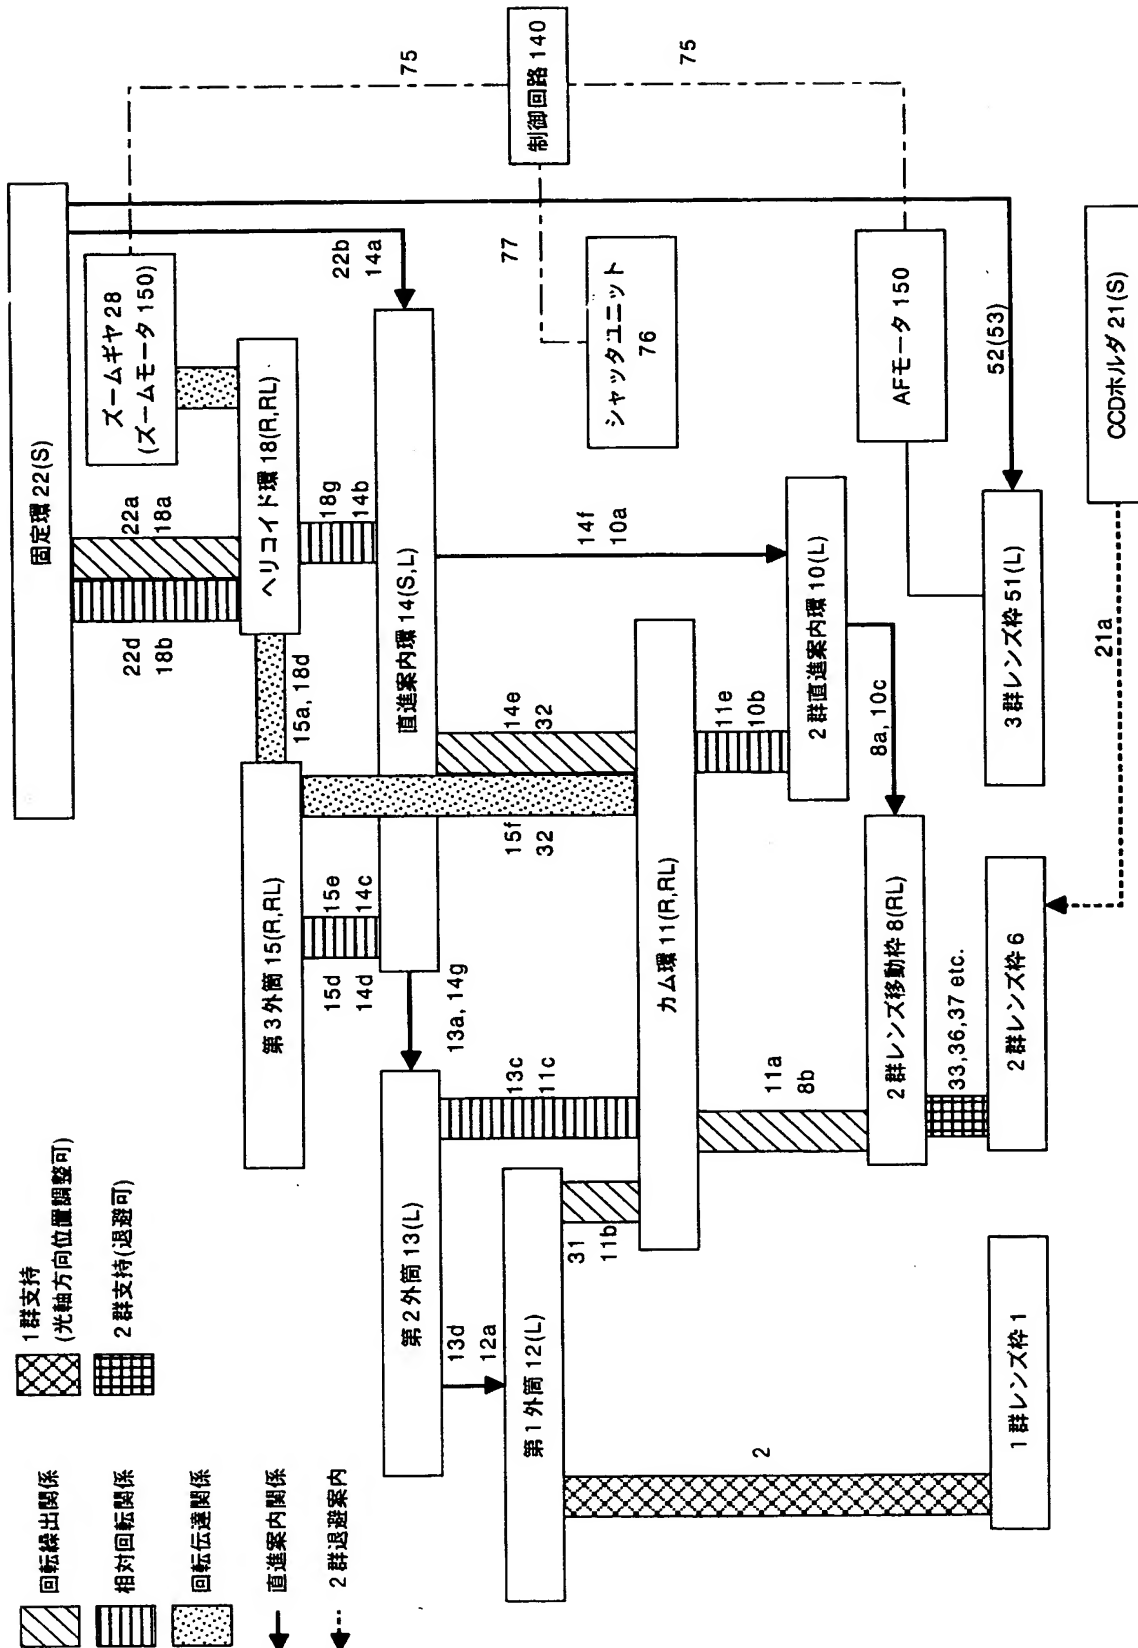 回転繰出関係
相対回転関係
回転伝達関係
直進案内関係
2群退避案内
1群支持
(光軸方向位置調整可)
2群支持(退避可)
固定環 22(S)
22d
18b
22a
18a
ズームギヤ 28
(ズームモータ 150)
75
制御回路 140
75
ヘリコイド環 18(R,RL)
15a, 18d
18g
14b
22b
14a
第3外筒 15(R,RL)
15d
14d
15e
14c
直進案内環 14(S,L)
13a, 14g
77
シャッタユニット
76
第2外筒 13(L)
13d
12a
13c
11c
15f
32
14e
32
14f
10a
第1外筒 12(L)
31
11b
カム環 11(R,RL)
11e
10b
2群直進案内環 10(L)
11a
8b
8a, 10c
AFモータ 150
52(53)
2群レンズ移動枠 8(RL)
33,36,37 etc.
2
1群レンズ枠 1
2群レンズ枠 6
3群レンズ枠 51(L)
21a
CCDホルダ 21(S)